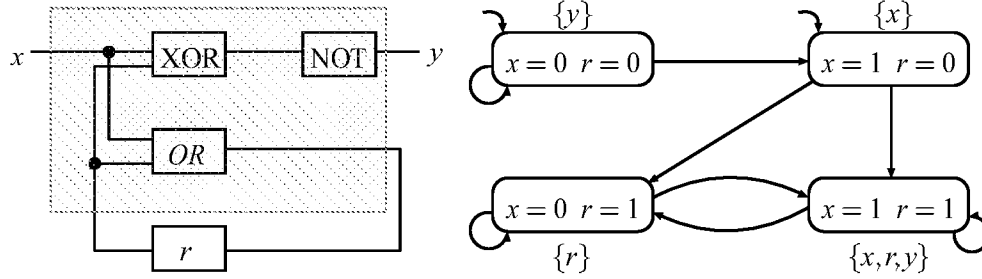 {y} {x}
x XOR NOT y
x = 0 r = 0 x = 1 r = 0
OR
x = 0 r = 1 x = 1 r = 1
r {r} {x, r, y}